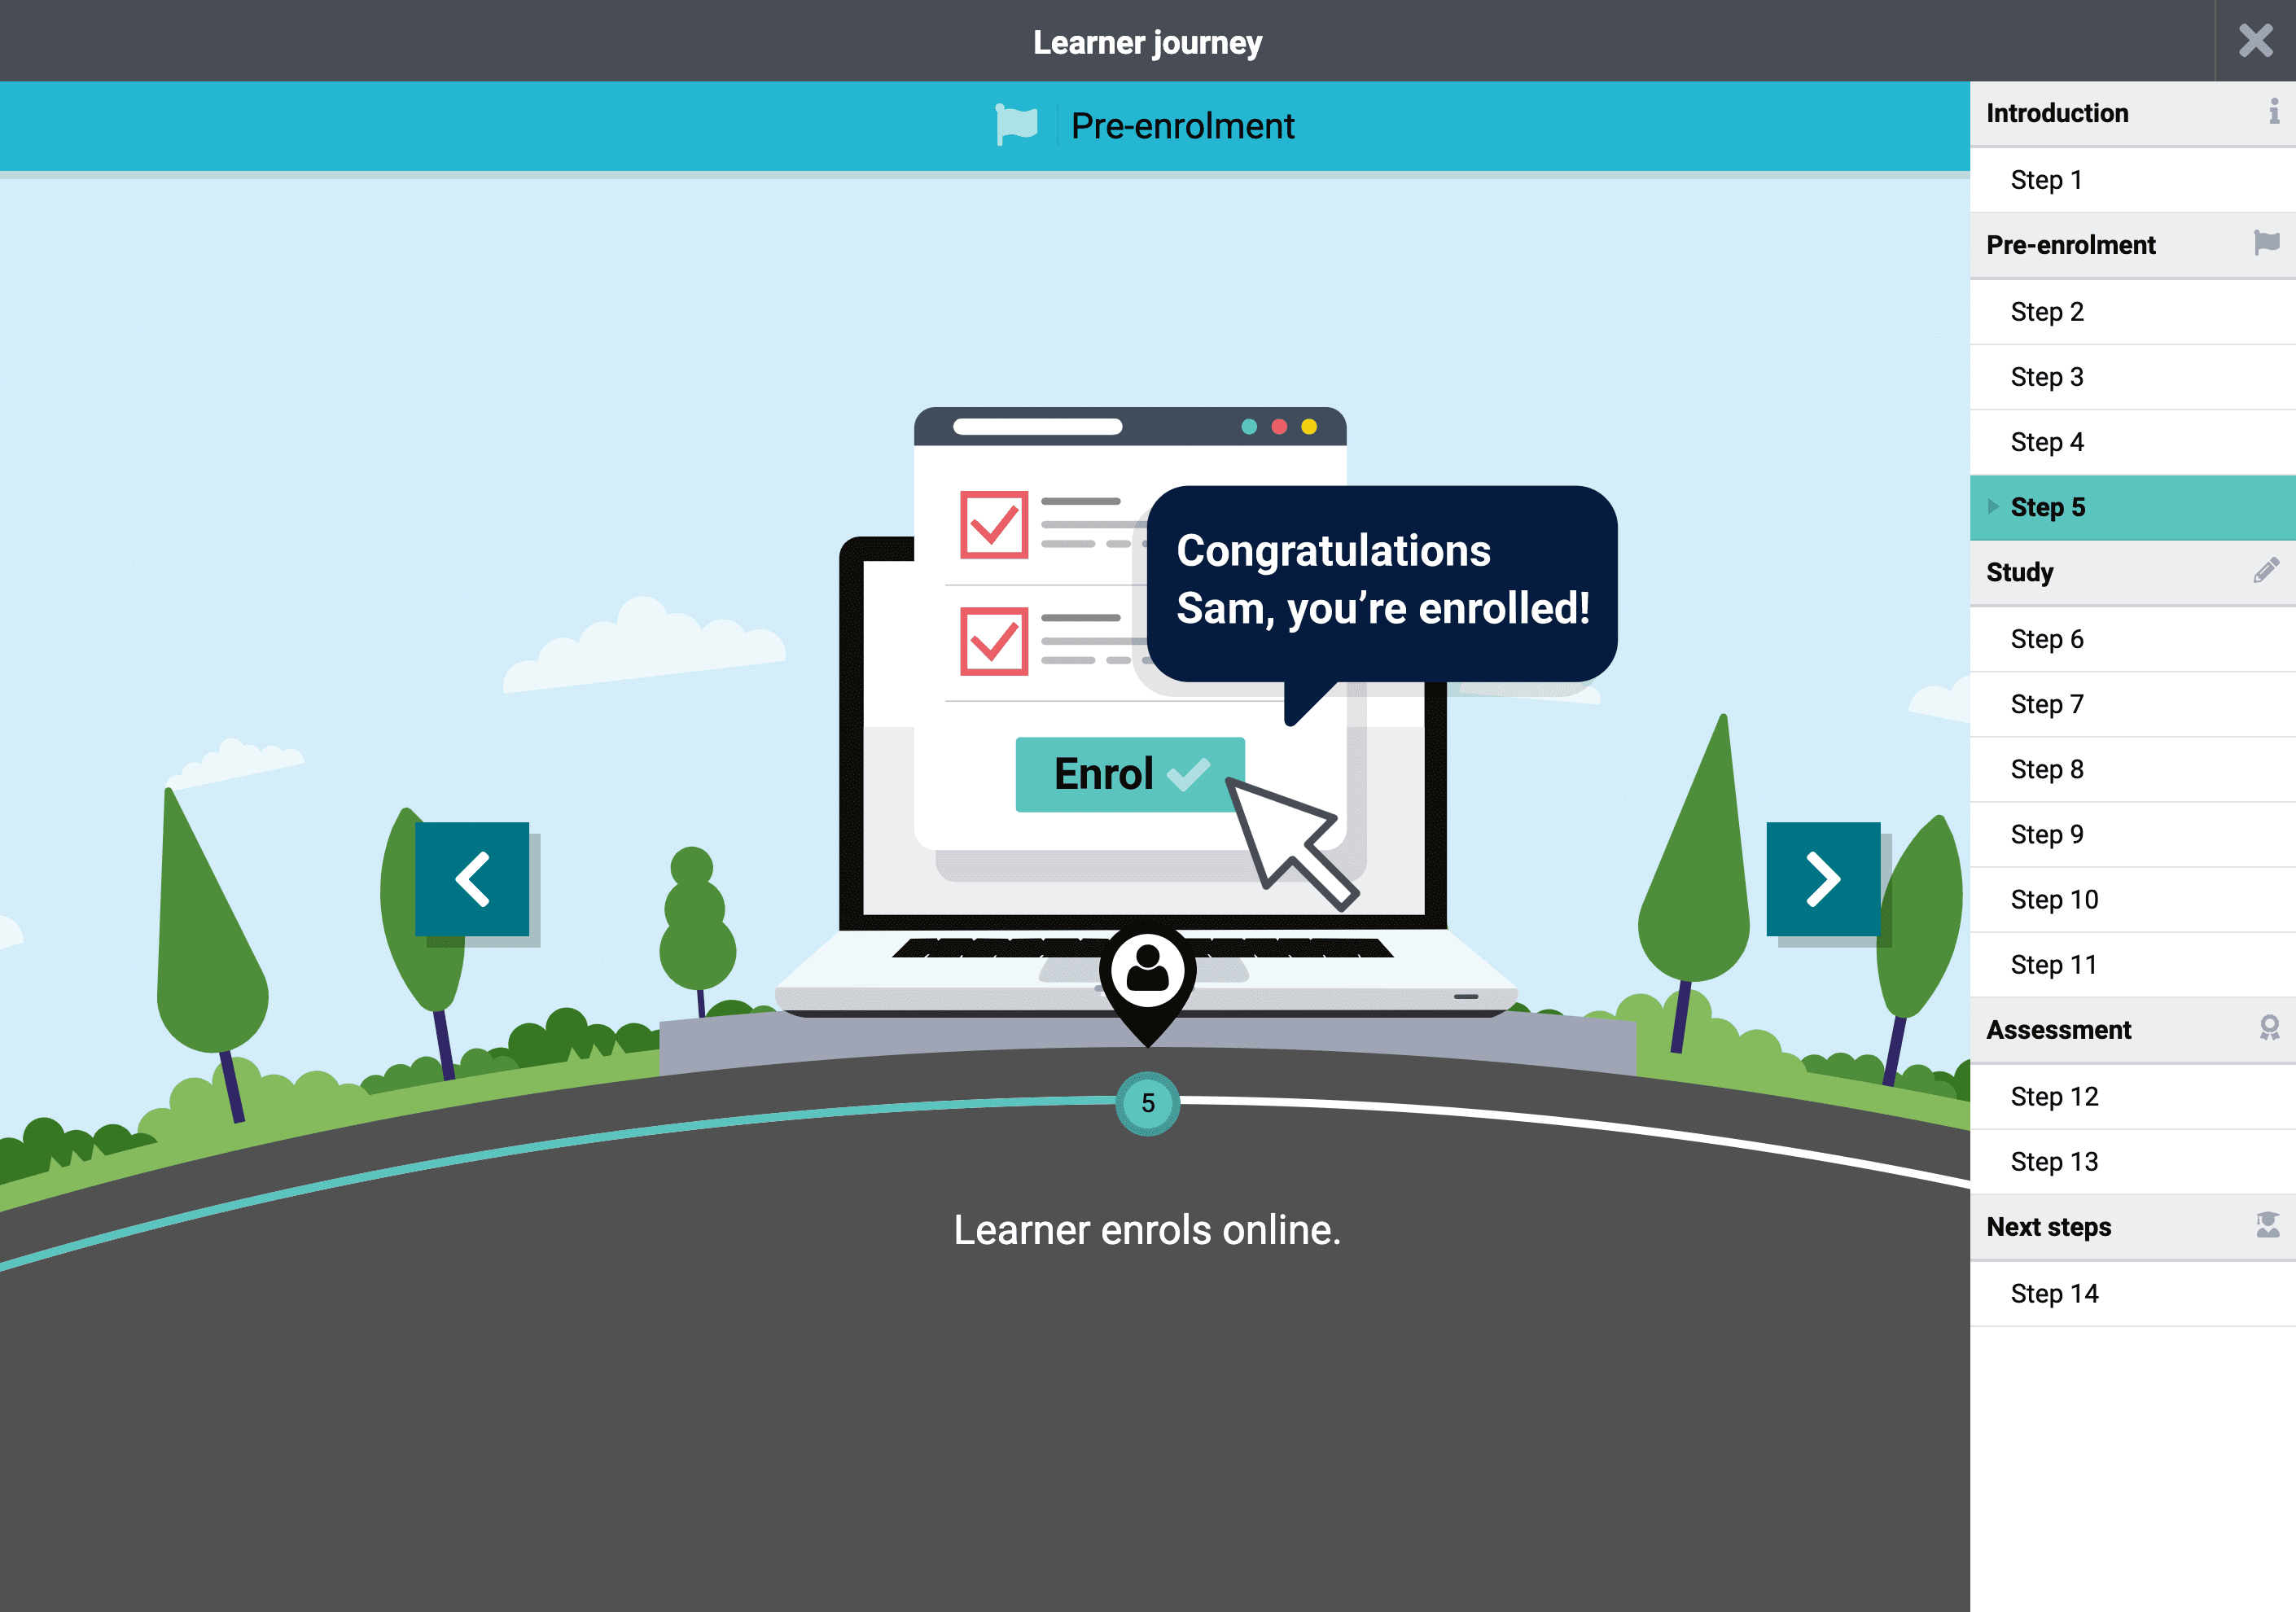 Learner journey
Pre-enrolment
Congratulations
Sam, you’re enrolled!
Enrol
5
Learner enrols online.
Introduction
Step 1
Pre-enrolment
Step 2
Step 3
Step 4
Step 5
Study
Step 6
Step 7
Step 8
Step 9
Step 10
Step 11
Assessment
Step 12
Step 13
Next steps
Step 14